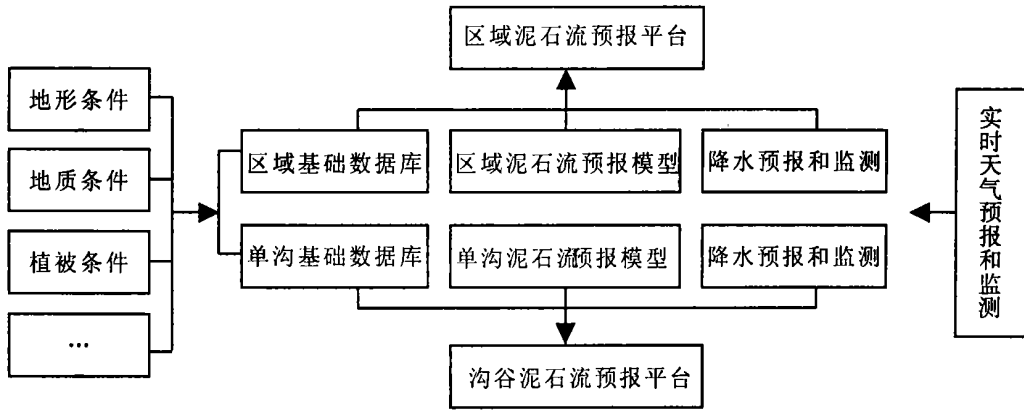 区域泥石流预报平台
地形条件
地质条件
植被条件
…
区域基础数据库
区域泥石流预报模型
降水预报和监测
单沟基础数据库
单沟泥石流预报模型
降水预报和监测
实时天气预报和监测
沟谷泥石流预报平台